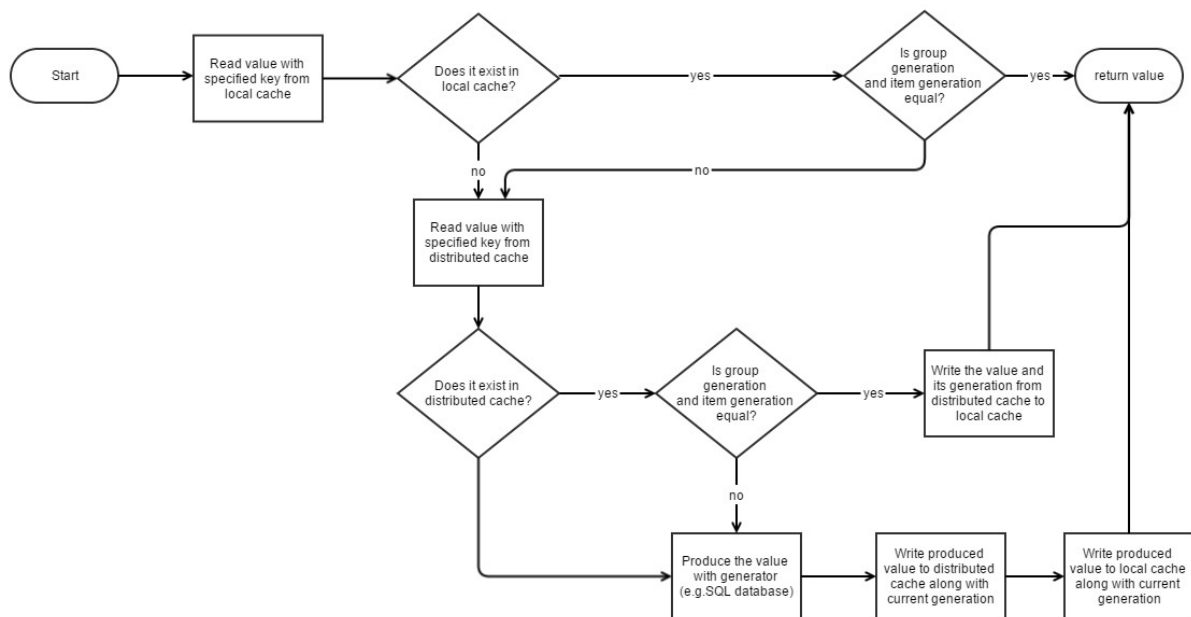 Start
Read value with
specified key from
local cache
Does it exist in
local cache?
yes
Is group
generation
and item generation
equal?
yes
return value
no
no
Read value with
specified key from
distributed cache
Does it exist in
distributed cache?
yes
Is group
generation
and item generation
equal?
yes
Write the value and
its generation from
distributed cache to
local cache
no
Produce the value
with generator
(e.g.SQL database)
Write produced
value to distributed
cache along with
current generation
Write produced
value to local cache
along with current
generation